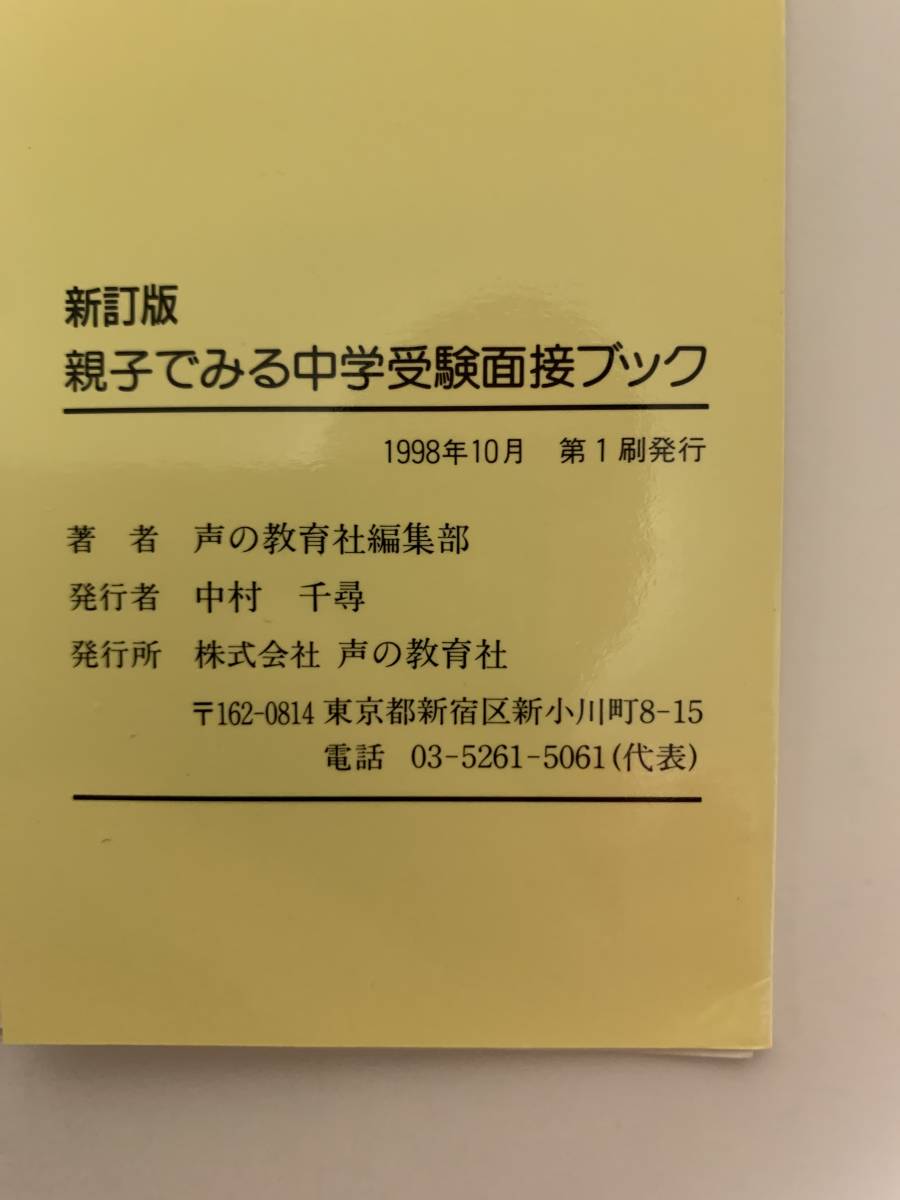 新訂版
親子でみる中学受験面接ブック
1998年10月　第1刷発行
著　者　声の教育社編集部
発行者　中村　千尋
発行所　株式会社 声の教育社
〒162-0814 東京都新宿区新小川町8-15
電話　03-5261-5061(代表)